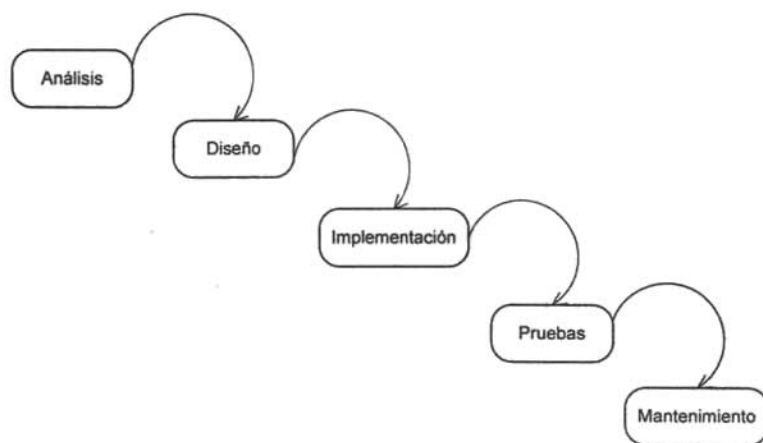 Análisis
Diseño
Implementación
Pruebas
Mantenimiento